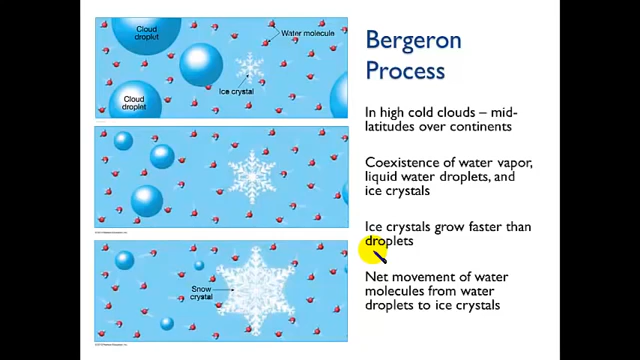 Cloud
droplet
Water molecule
Ice crystal
Cloud
droplet
Snow
crystal
Bergeron
Process
In high cold clouds – mid-
latitudes over continents
Coexistence of water vapor,
liquid water droplets, and
ice crystals
Ice crystals grow faster than
droplets
Net movement of water
molecules from water
droplets to ice crystals